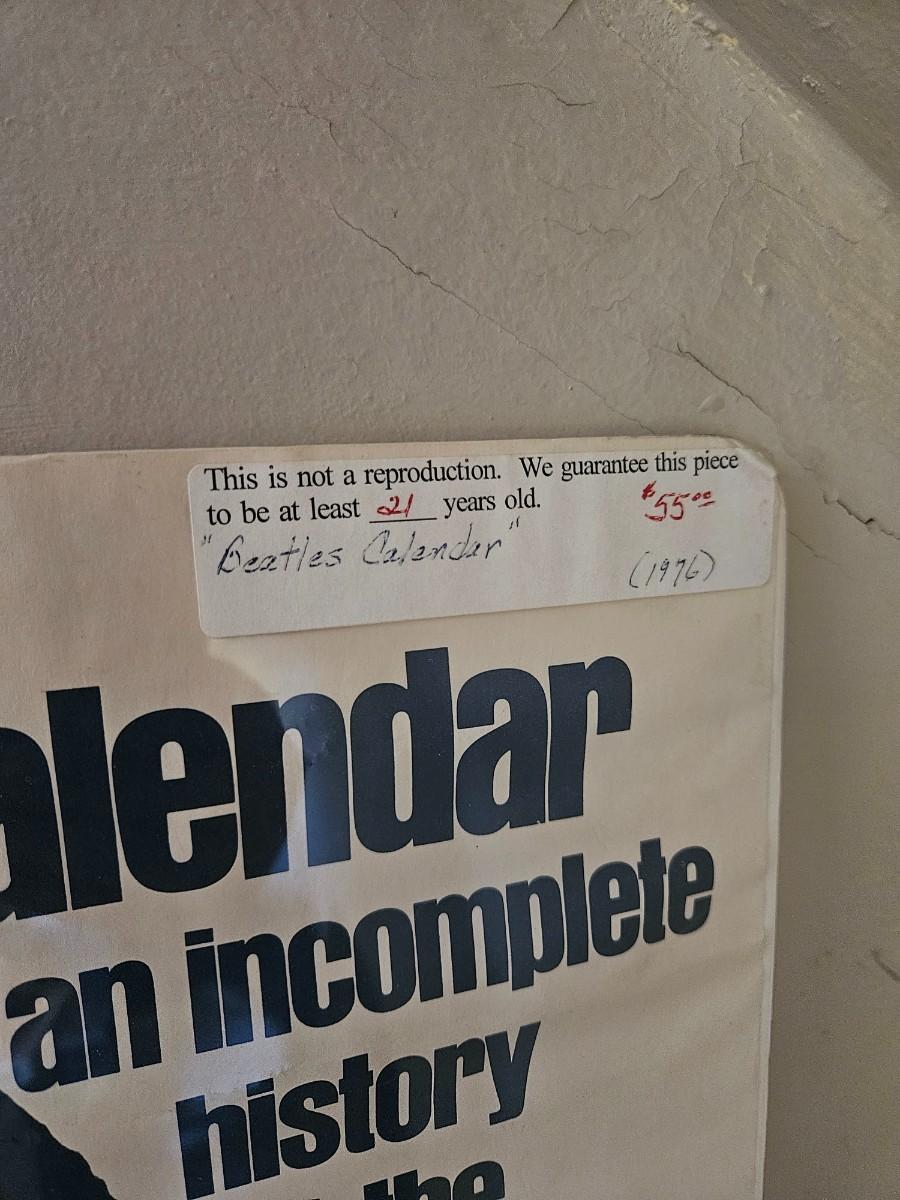 This is not a reproduction. We guarantee this piece
to be at least 21 years old. $55.00
"Beatles Calendar" (1976)
alendar
an incomplete
history
the